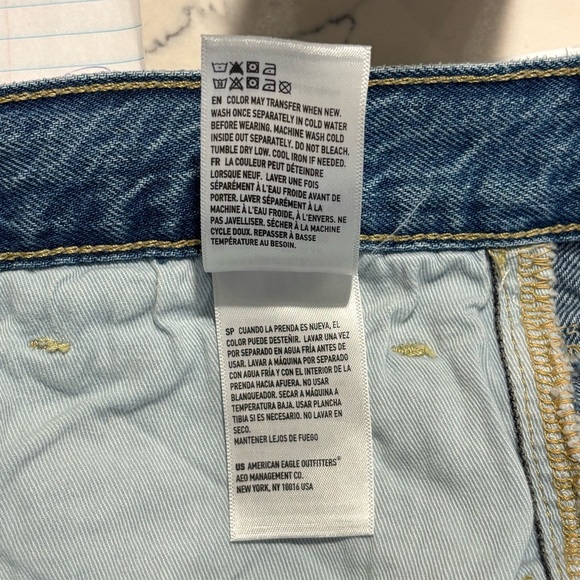 EN COLOR MAY TRANSFER WHEN NEW.
WASH ONCE SEPARATELY IN COLD WATER
BEFORE WEARING. MACHINE WASH COLD
INSIDE OUT SEPARATELY. DO NOT BLEACH.
TUMBLE DRY LOW. COOL IRON IF NEEDED.
FR LA COULEUR PEUT DÉTEINDRE
LORSQUE NEUF. LAVER UNE FOIS
SÉPARÉMENT À L'EAU FROIDE AVANT DE
PORTER. LAVER SÉPARÉMENT À LA
MACHINE À L'EAU FROIDE, À L'ENVERS. NE
PAS JAVELLISER. SÉCHER À LA MACHINE
CYCLE DOUX. REPASSER À BASSE
TEMPÉRATURE AU BESOIN.
SP CUANDO LA PRENDA ES NUEVA, EL
COLOR PUEDE DESTEÑIR. LAVAR UNA VEZ
POR SEPARADO EN AGUA FRÍA ANTES DE
USAR. LAVAR A MÁQUINA POR SEPARADO
CON AGUA FRÍA Y CON EL INTERIOR DE LA
PRENDA HACIA AFUERA. NO USAR
BLANQUEADOR. SECAR A MÁQUINA A
TEMPERATURA BAJA. USAR PLANCHA
TIBIA SI ES NECESARIO. NO LAVAR EN
SECO.
MANTENER LEJOS DE FUEGO
US AMERICAN EAGLE OUTFITTERS®
AEO MANAGEMENT CO.
NEW YORK, NY 10016 USA